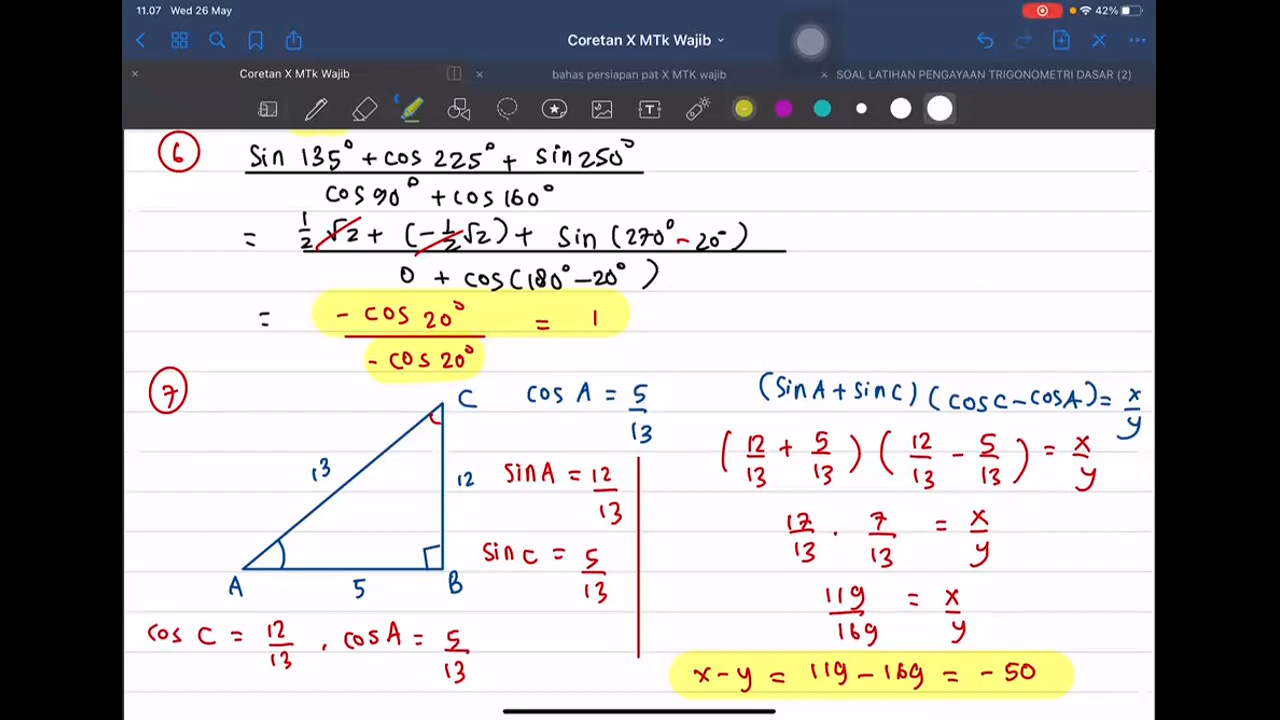 11.07 Wed 26 May
42%
Coretan X MTk Wajib
Coretan X MTk Wajib
bahas persiapan pat X MTK wajib
SOAL LATIHAN PENGAYAAN TRIGONOMETRI DASAR (2)
6
Sin 135° + cos 225° + sin 250°
cos 90° + cos 160°
= 1/2 √2 + (-1/2 √2) + sin (270° - 20°)
0 + cos (180° - 20°)
= - cos 20° / - cos 20° = 1
7
C
13
12
A
5
B
cos A = 5/13
sin A = 12/13
sin C = 5/13
cos C = 12/13 , cos A = 5/13
(sin A + sin C) (cos C - cos A) = x/y
(12/13 + 5/13) (12/13 - 5/13) = x/y
17/13 . 7/13 = x/y
119/169 = x/y
x - y = 119 - 169 = - 50